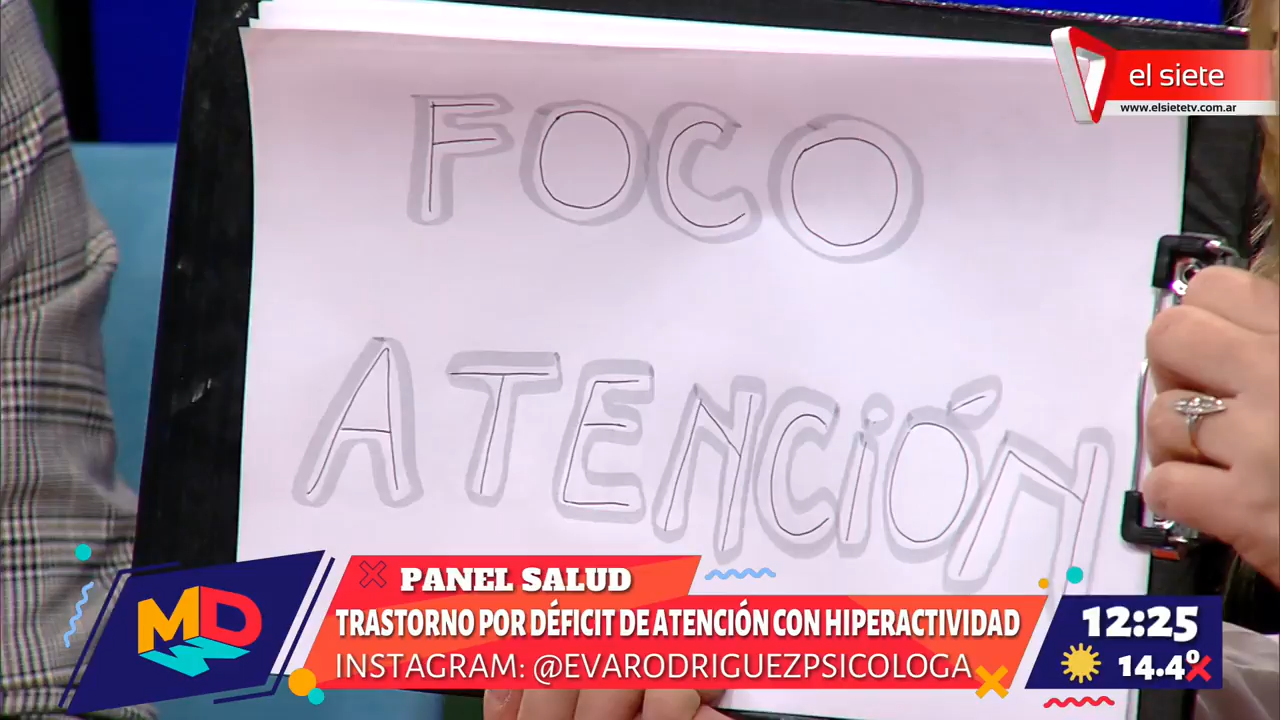 el siete
www.elsietetv.com.ar
FOCO
ATENCIÓN
PANEL SALUD
TRASTORNO POR DÉFICIT DE ATENCIÓN CON HIPERACTIVIDAD
INSTAGRAM: @EVARODRIGUEZPSICOLOGA
MD
12:25
14.4º